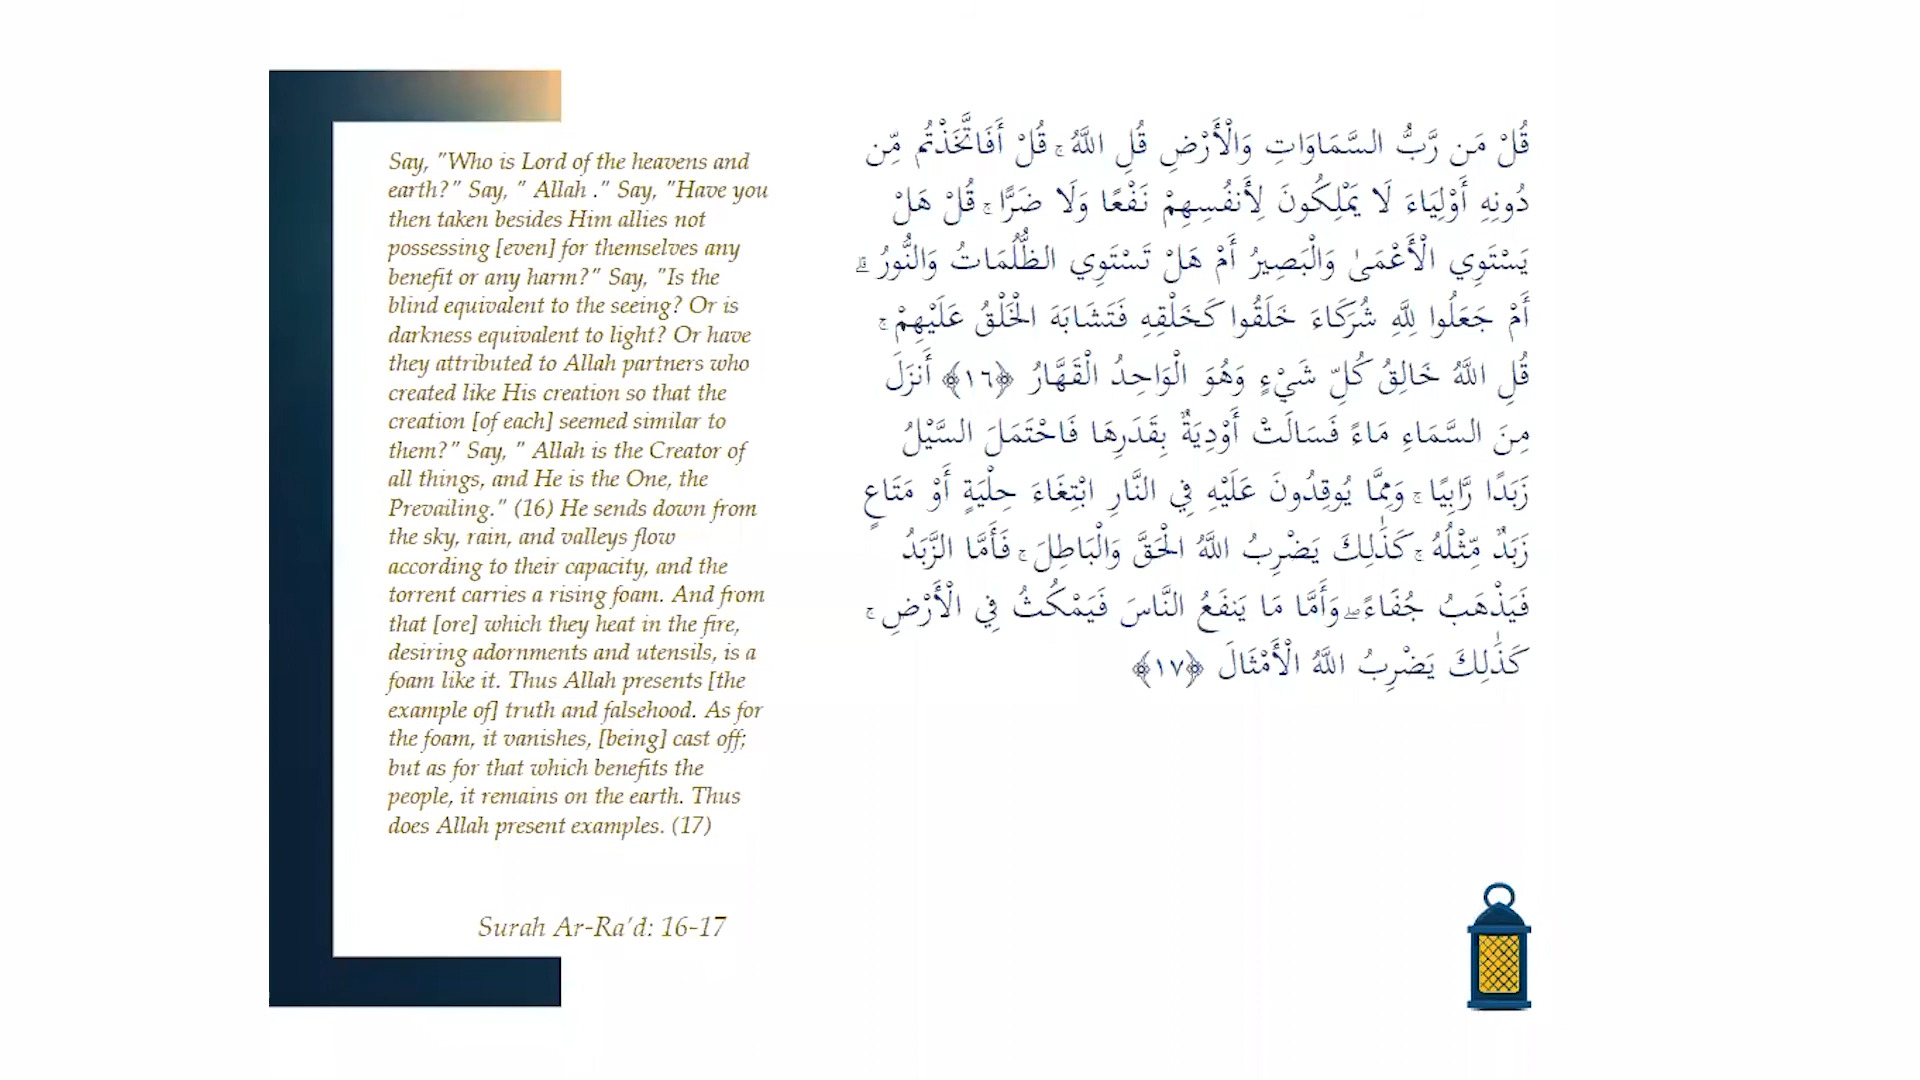 Say, "Who is Lord of the heavens and
earth?" Say, " Allah ." Say, "Have you
then taken besides Him allies not
possessing [even] for themselves any
benefit or any harm?" Say, "Is the
blind equivalent to the seeing? Or is
darkness equivalent to light? Or have
they attributed to Allah partners who
created like His creation so that the
creation [of each] seemed similar to
them?" Say, " Allah is the Creator of
all things, and He is the One, the
Prevailing." (16) He sends down from
the sky, rain, and valleys flow
according to their capacity, and the
torrent carries a rising foam. And from
that [ore] which they heat in the fire,
desiring adornments and utensils, is a
foam like it. Thus Allah presents [the
example of] truth and falsehood. As for
the foam, it vanishes, [being] cast off;
but as for that which benefits the
people, it remains on the earth. Thus
does Allah present examples. (17)
Surah Ar-Ra'd: 16-17
قُلْ مَن رَّبُّ السَّمَاوَاتِ وَالْأَرْضِ قُلِ اللَّهُ ۚ قُلْ أَفَاتَّخَذْتُم مِّن
دُونِهِ أَوْلِيَاءَ لَا يَمْلِكُونَ لِأَنفُسِهِمْ نَفْعًا وَلَا ضَرًّا ۚ قُلْ هَلْ
يَسْتَوِي الْأَعْمَىٰ وَالْبَصِيرُ أَمْ هَلْ تَسْتَوِي الظُّلُمَاتُ وَالنُّورُ ۗ
أَمْ جَعَلُوا لِلَّهِ شُرَكَاءَ خَلَقُوا كَخَلْقِهِ فَتَشَابَهَ الْخَلْقُ عَلَيْهِمْ ۚ
قُلِ اللَّهُ خَالِقُ كُلِّ شَيْءٍ وَهُوَ الْوَاحِدُ الْقَهَّارُ ﴿١٦﴾ أَنزَلَ
مِنَ السَّمَاءِ مَاءً فَسَالَتْ أَوْدِيَةٌ بِقَدَرِهَا فَاحْتَمَلَ السَّيْلُ
زَبَدًا رَّابِيًا ۚ وَمِمَّا يُوقِدُونَ عَلَيْهِ فِي النَّارِ ابْتِغَاءَ حِلْيَةٍ أَوْ مَتَاعٍ
زَبَدٌ مِّثْلُهُ ۚ كَذَٰلِكَ يَضْرِبُ اللَّهُ الْحَقَّ وَالْبَاطِلَ ۚ فَأَمَّا الزَّبَدُ
فَيَذْهَبُ جُفَاءً ۖ وَأَمَّا مَا يَنفَعُ النَّاسَ فَيَمْكُثُ فِي الْأَرْضِ ۚ
كَذَٰلِكَ يَضْرِبُ اللَّهُ الْأَمْثَالَ ﴿١٧﴾